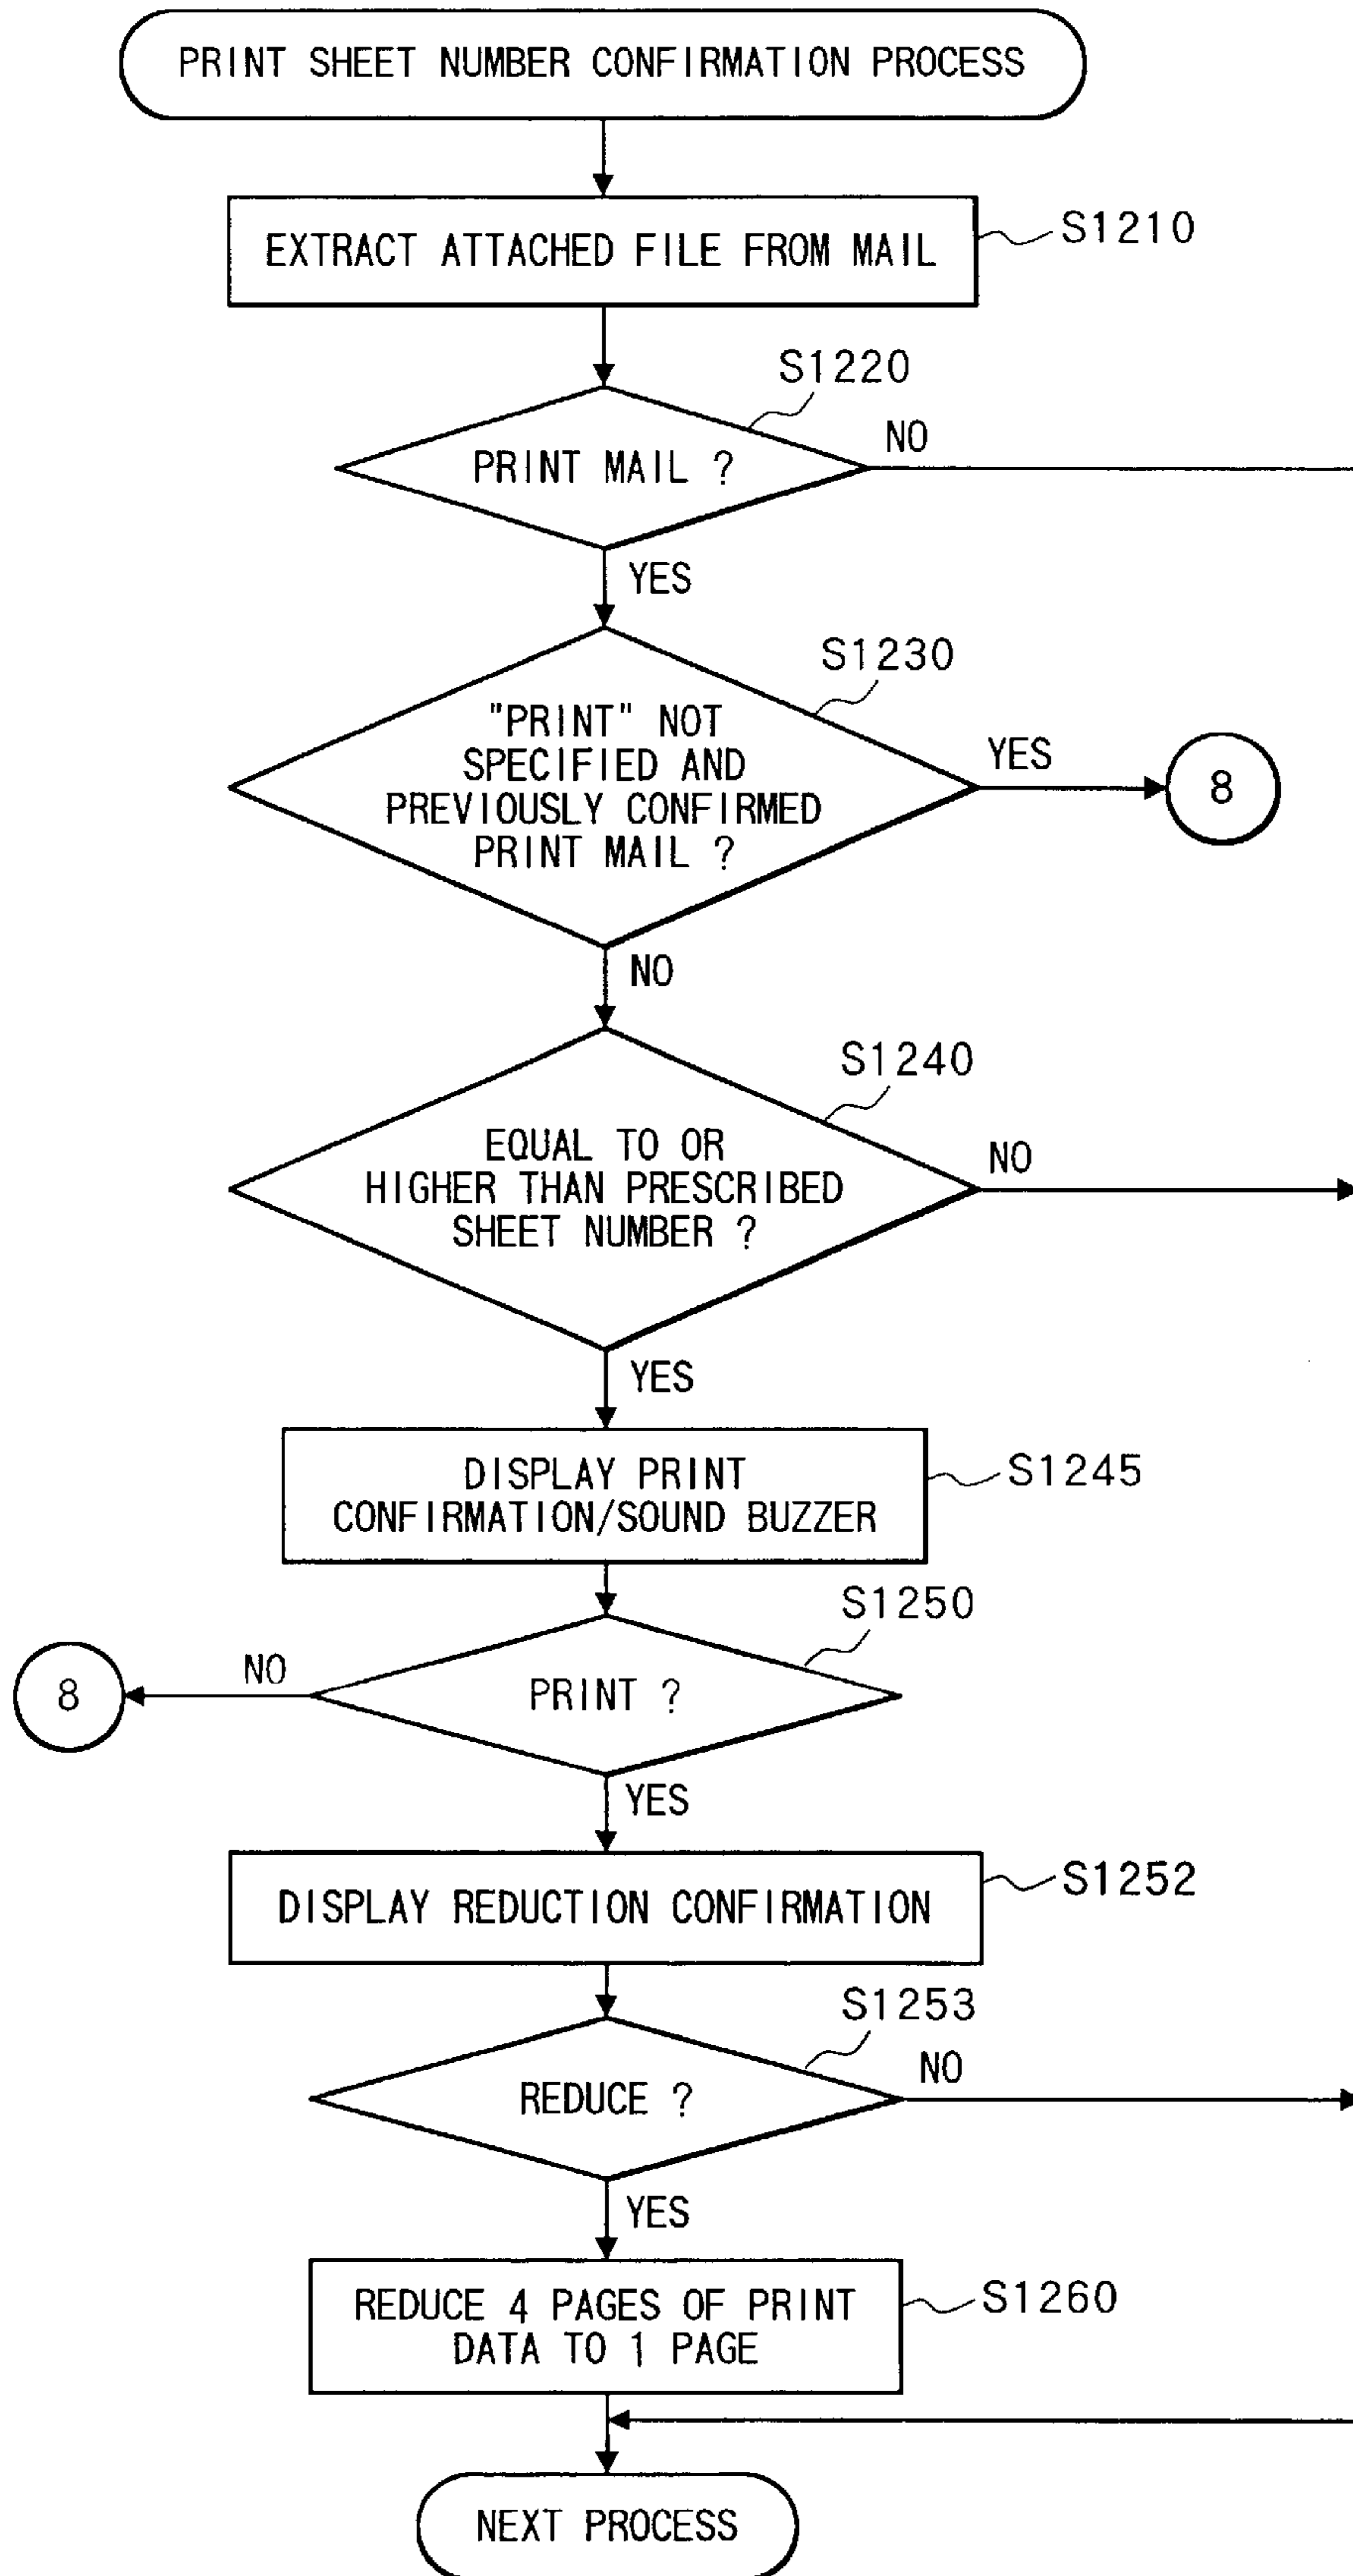 PRINT SHEET NUMBER CONFIRMATION PROCESS
EXTRACT ATTACHED FILE FROM MAIL
S1210
S1220
PRINT MAIL ?
NO
YES
S1230
"PRINT" NOT
SPECIFIED AND
PREVIOUSLY CONFIRMED
PRINT MAIL ?
YES
8
NO
S1240
EQUAL TO OR
HIGHER THAN PRESCRIBED
SHEET NUMBER ?
NO
YES
DISPLAY PRINT
CONFIRMATION/SOUND BUZZER
S1245
S1250
PRINT ?
NO
8
YES
DISPLAY REDUCTION CONFIRMATION
S1252
S1253
REDUCE ?
NO
YES
REDUCE 4 PAGES OF PRINT
DATA TO 1 PAGE
S1260
NEXT PROCESS